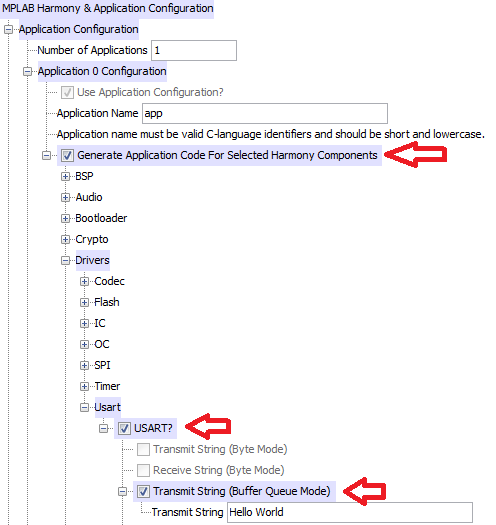 MPLAB Harmony & Application Configuration
Application Configuration
Number of Applications 1
Application 0 Configuration
Use Application Configuration?
Application Name app
Application name must be valid C-language identifiers and should be short and lowercase.
Generate Application Code For Selected Harmony Components
BSP
Audio
Bootloader
Crypto
Drivers
Codec
Flash
IC
OC
SPI
Timer
Usart
USART?
Transmit String (Byte Mode)
Receive String (Byte Mode)
Transmit String (Buffer Queue Mode)
Transmit String Hello World